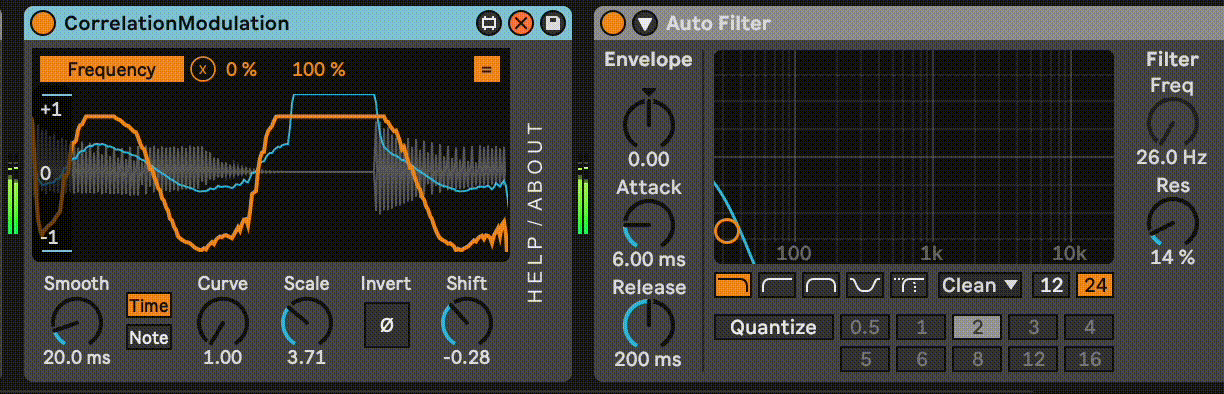 CorrelationModulation
Frequency x 0 % 100 % =
+1
0
-1
HELP / ABOUT
Smooth
20.0 ms
Time
Note
Curve
1.00
Scale
3.71
Invert
Ø
Shift
-0.28
Auto Filter
Envelope
0.00
Attack
6.00 ms
Release
200 ms
100 1k 10k
Clean 12 24
Quantize 0.5 1 2 3 4
5 6 8 12 16
Filter
Freq
26.0 Hz
Res
14 %